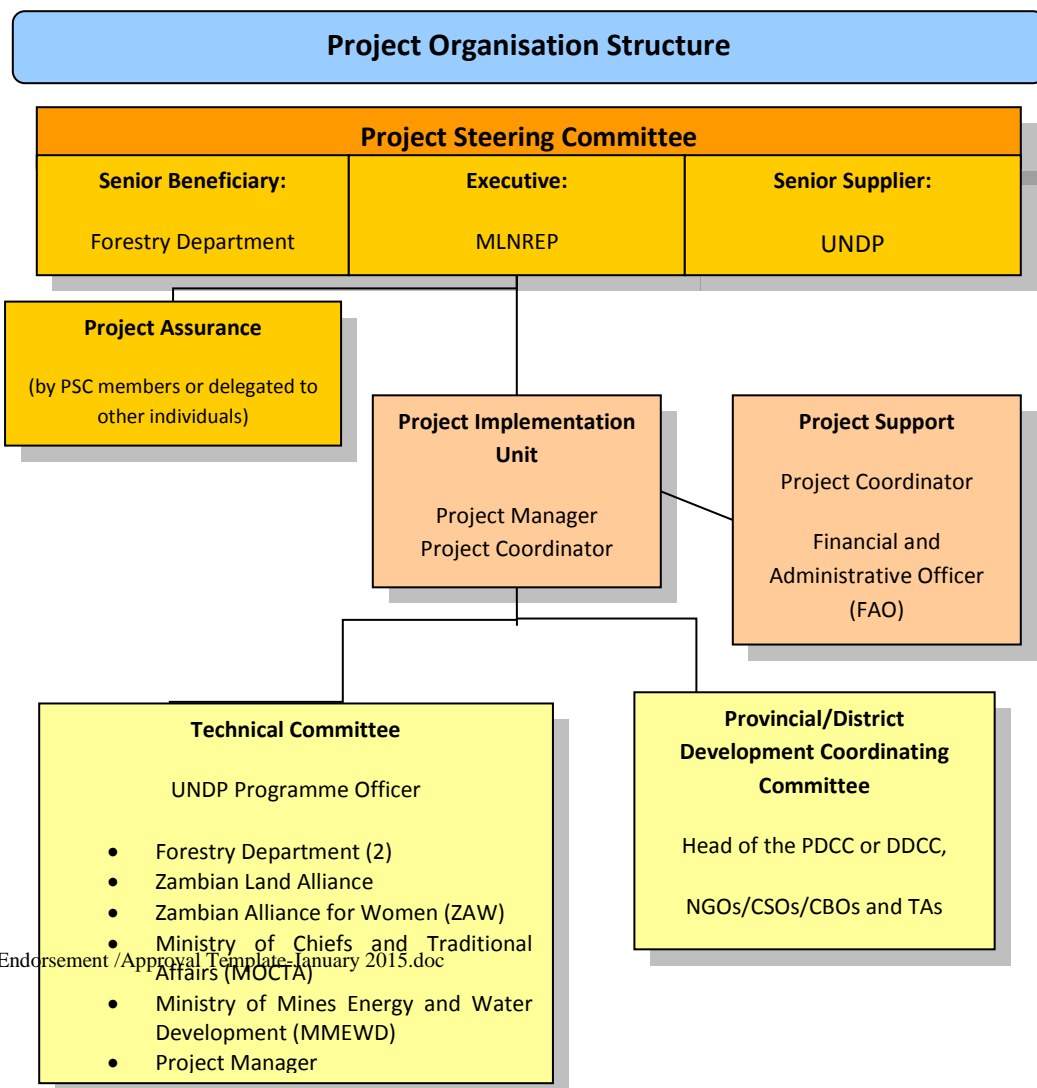 Project Organisation Structure
Project Steering Committee
Senior Beneficiary:
Forestry Department
Executive:
MLNREP
Senior Supplier:
UNDP
Project Assurance
(by PSC members or delegated to
other individuals)
Project Implementation
Unit
Project Manager
Project Coordinator
Project Support
Project Coordinator
Financial and
Administrative Officer
(FAO)
Technical Committee
UNDP Programme Officer
• Forestry Department (2)
• Zambian Land Alliance
• Zambian Alliance for Women (ZAW)
• Ministry of Chiefs and Traditional
Affairs (MOCTA)
• Ministry of Mines Energy and Water
Development (MMEWD)
• Project Manager
Provincial/District
Development Coordinating
Committee
Head of the PDCC or DDCC,
NGOs/CSOs/CBOs and TAs
Endorsement /Approval Template-January 2015.doc